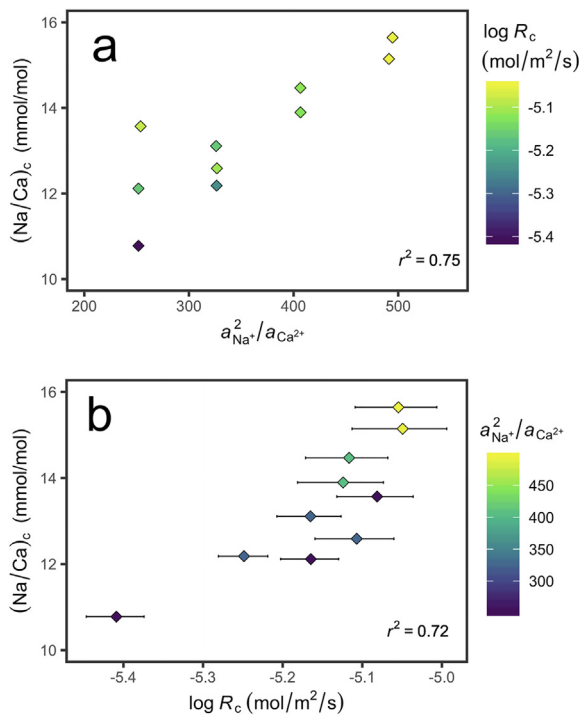 a
(Na/Ca)c (mmol/mol)
16
14
12
10
200
300
400
500
a²Na⁺/aCa²⁺
r² = 0.75
log Rc
(mol/m²/s)
-5.1
-5.2
-5.3
-5.4
b
(Na/Ca)c (mmol/mol)
16
14
12
10
-5.4
-5.3
-5.2
-5.1
-5.0
log Rc (mol/m²/s)
r² = 0.72
a²Na⁺/aCa²⁺
450
400
350
300